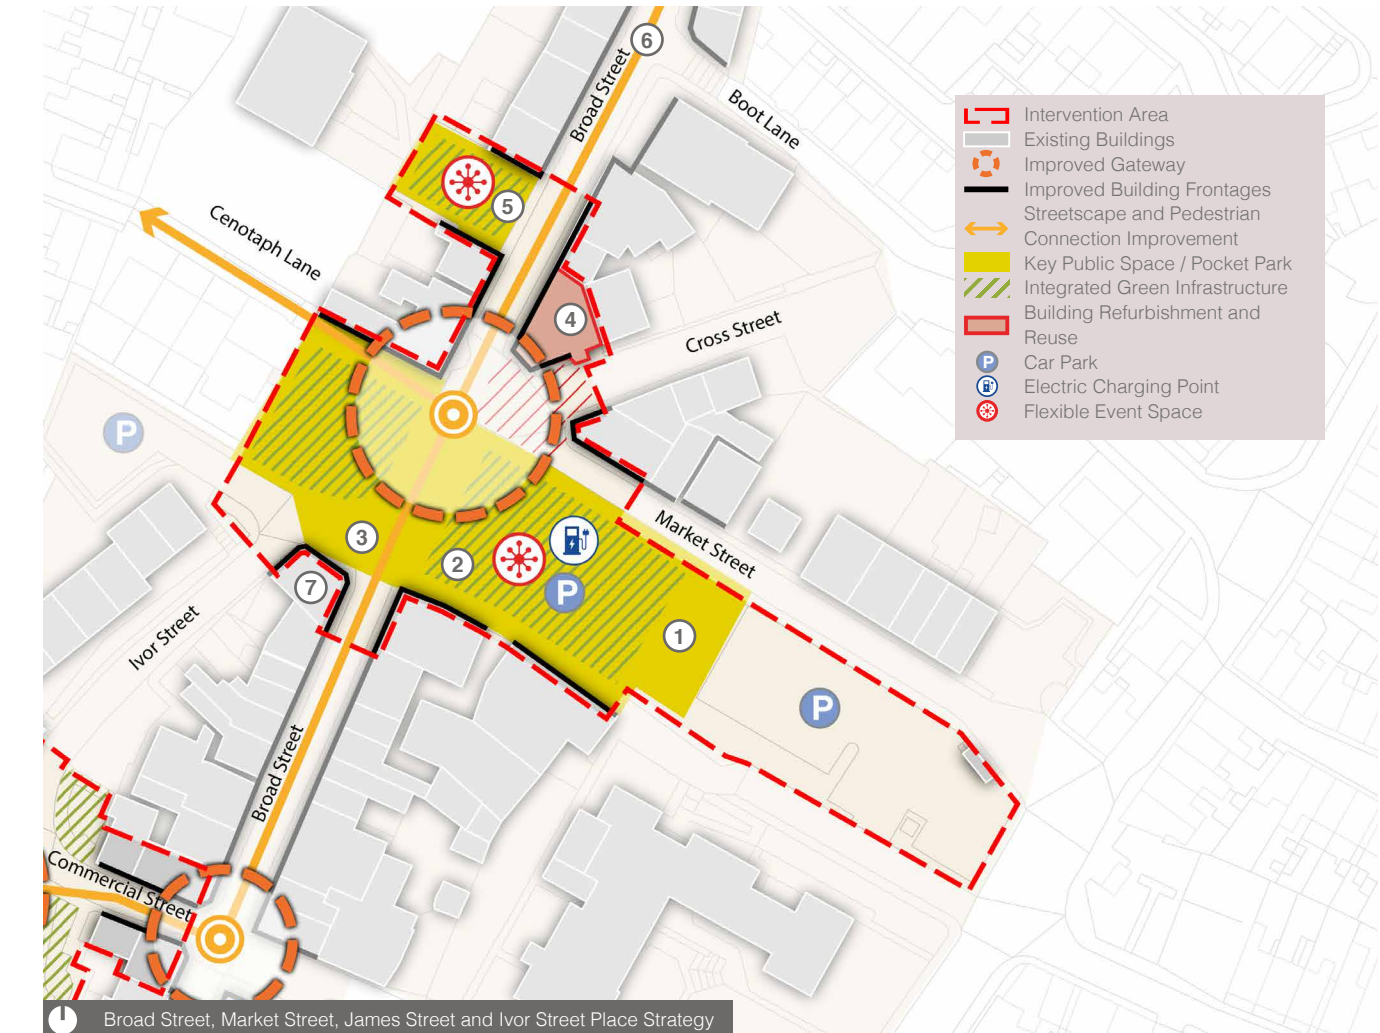 6
Broad Street
Boot Lane
5
Cenotaph Lane
4
Cross Street
P
3
2
P
Market Street
1
7
Ivor Street
P
Broad Street
Commercial Street
Intervention Area
Existing Buildings
Improved Gateway
Improved Building Frontages
Streetscape and Pedestrian
Connection Improvement
Key Public Space / Pocket Park
Integrated Green Infrastructure
Building Refurbishment and
Reuse
P Car Park
Electric Charging Point
Flexible Event Space
Broad Street, Market Street, James Street and Ivor Street Place Strategy